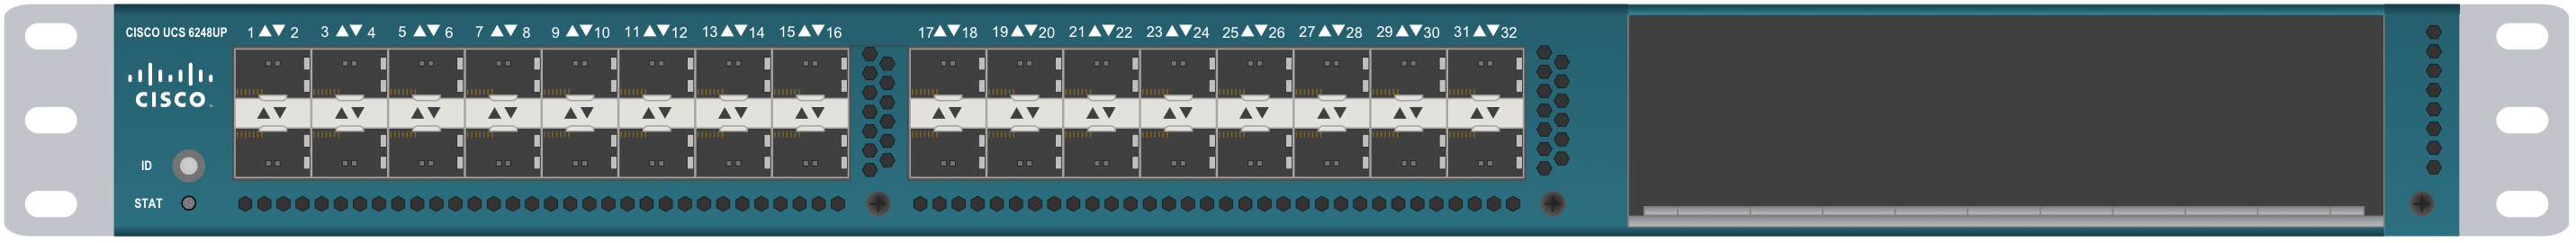 CISCO UCS 6248UP 1 ▲▼ 2 3 ▲▼ 4 5 ▲▼ 6 7 ▲▼ 8 9 ▲▼ 10 11 ▲▼ 12 13 ▲▼ 14 15 ▲▼ 16 17 ▲▼ 18 19 ▲▼ 20 21 ▲▼ 22 23 ▲▼ 24 25 ▲▼ 26 27 ▲▼ 28 29 ▲▼ 30 31 ▲▼ 32
CISCO
ID
STAT